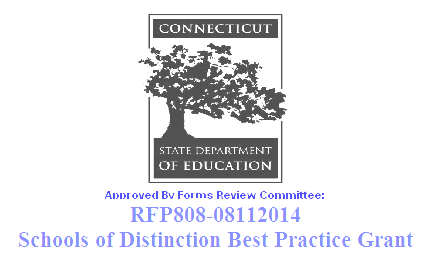 CONNECTICUT
STATE DEPARTMENT
OF EDUCATION
Approved By Forms Review Committee:
RFP808-08112014
Schools of Distinction Best Practice Grant